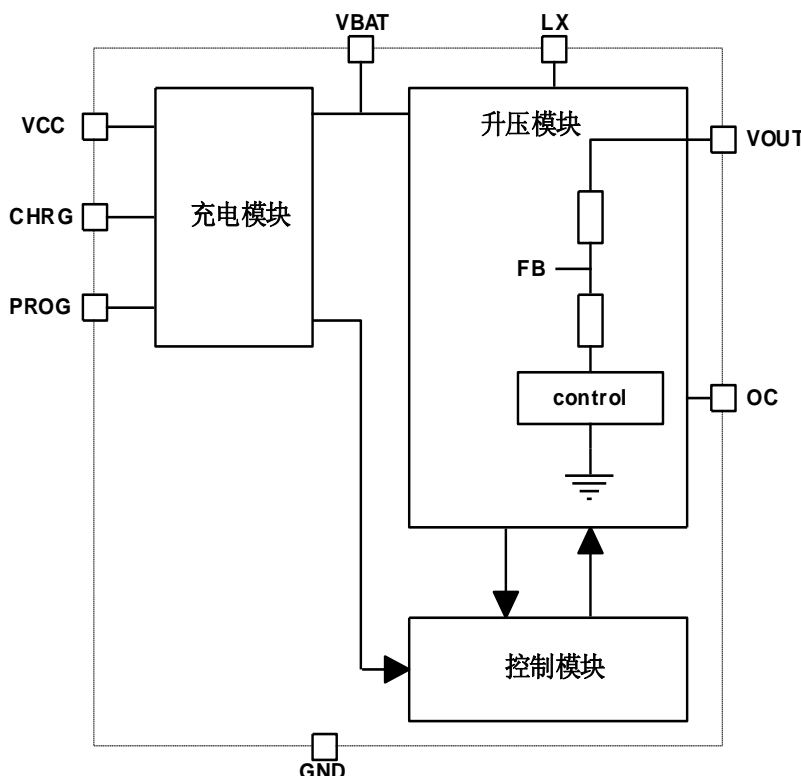 VBAT
LX
VCC
CHRG
PROG
充电模块
升压模块
VOUT
FB
control
OC
控制模块
GND